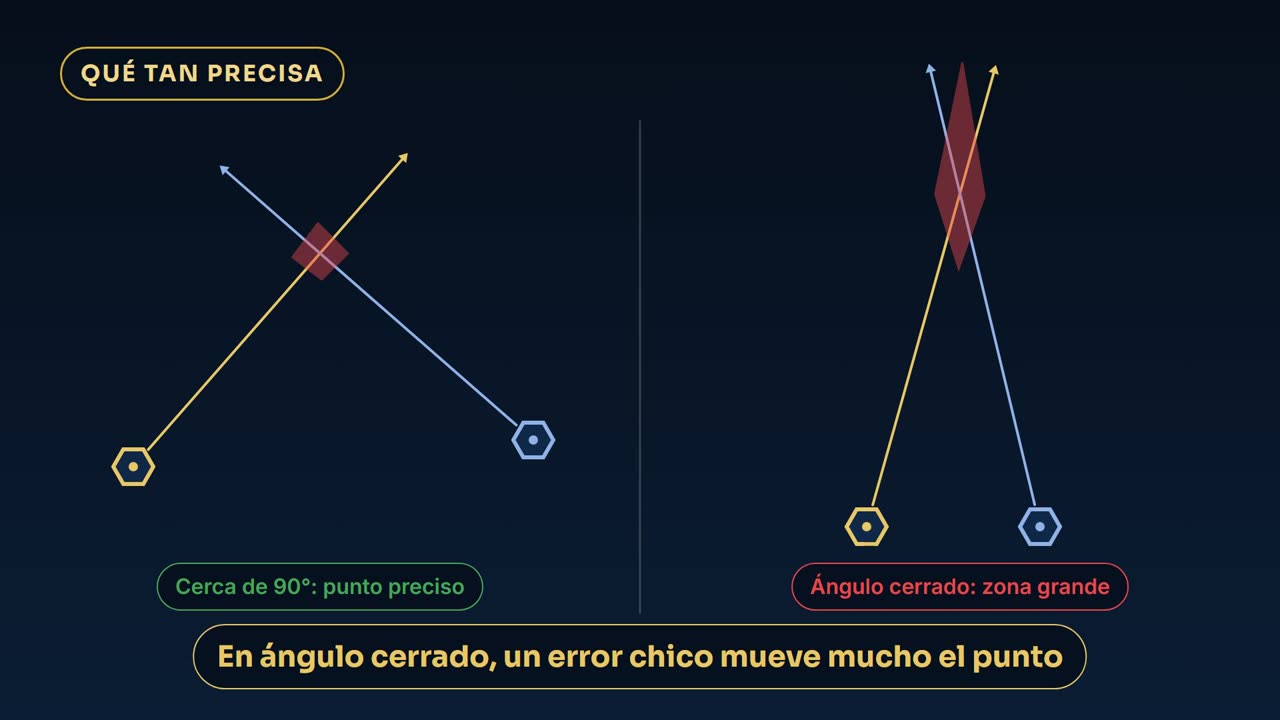 QUÉ TAN PRECISA
Cerca de 90°: punto preciso
Ángulo cerrado: zona grande
En ángulo cerrado, un error chico mueve mucho el punto